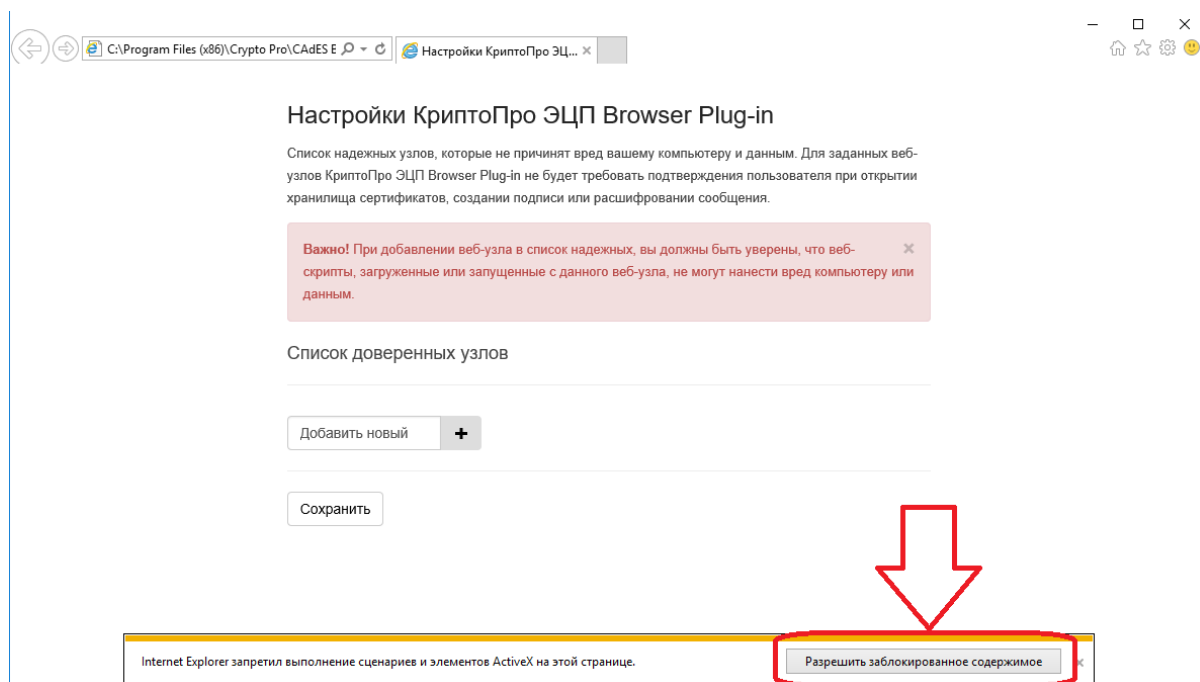 C:\Program Files (x86)\Crypto Pro\CAdES E
Настройки КриптоПро ЭЦ...
Настройки КриптоПро ЭЦП Browser Plug-in
Список надежных узлов, которые не причинят вред вашему компьютеру и данным. Для заданных веб-
узлов КриптоПро ЭЦП Browser Plug-in не будет требовать подтверждения пользователя при открытии
хранилища сертификатов, создании подписи или расшифровании сообщения.
Важно! При добавлении веб-узла в список надежных, вы должны быть уверены, что веб-
скрипты, загруженные или запущенные с данного веб-узла, не могут нанести вред компьютеру или
данным.
Список доверенных узлов
Добавить новый
Сохранить
Internet Explorer запретил выполнение сценариев и элементов ActiveX на этой странице.
Разрешить заблокированное содержимое